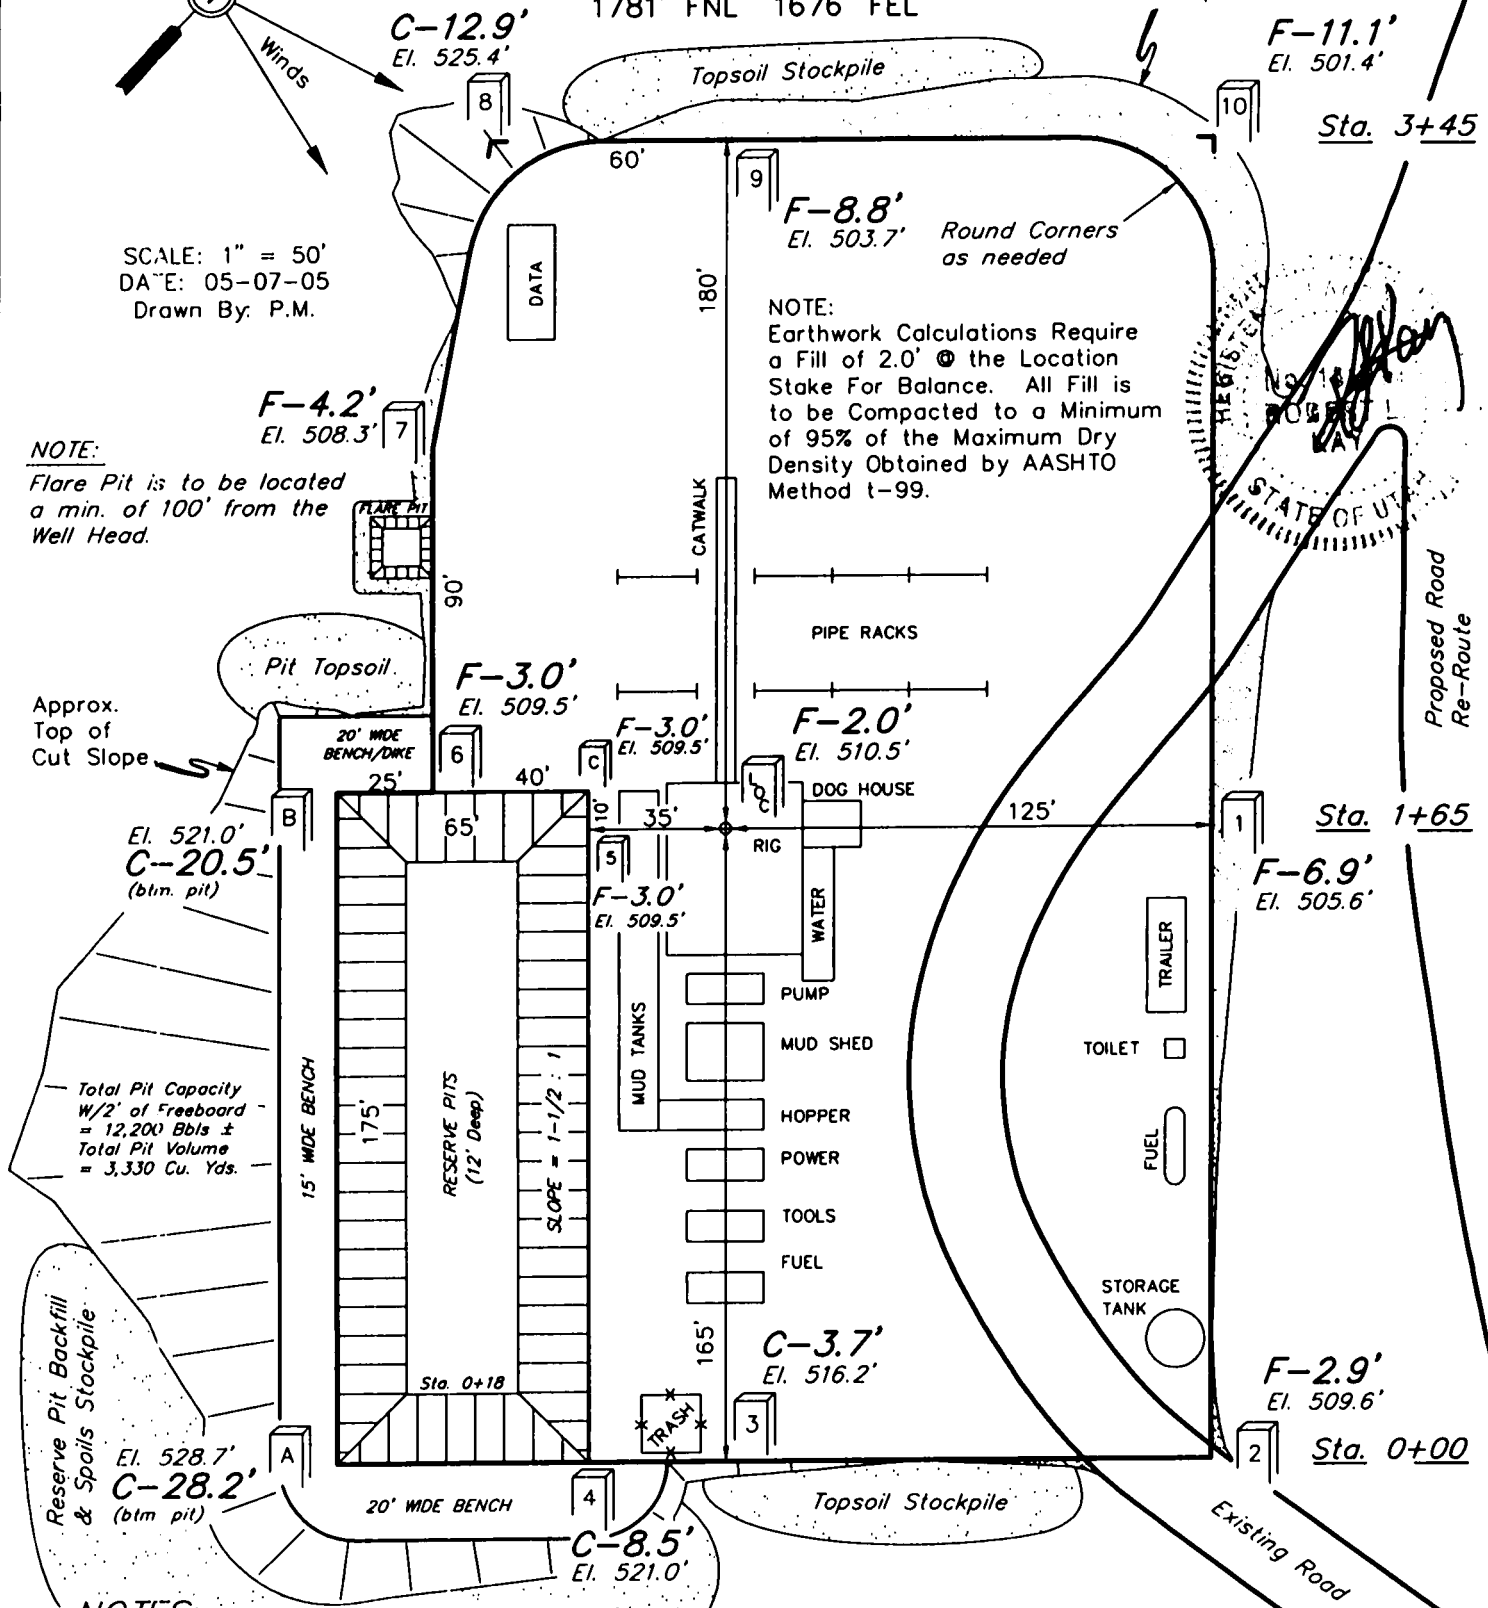 1781' FNL 1676' FEL
C-12.9'
El. 525.4'
F-11.1'
El. 501.4'
Winds
Topsoil Stockpile
8
10
Sta. 3+45
60'
9
F-8.8'
El. 503.7'
Round Corners
as needed
SCALE: 1" = 50'
DATE: 05-07-05
Drawn By: P.M.
DATA
180'
NOTE:
Earthwork Calculations Require
a Fill of 2.0' @ the Location
Stake For Balance. All Fill is
to be Compacted to a Minimum
of 95% of the Maximum Dry
Density Obtained by AASHTO
Method t-99.
STATE OF
F-4.2'
El. 508.3'
7
NOTE:
Flare Pit is to be located
a min. of 100' from the
Well Head.
FLARE PIT
CATWALK
90'
PIPE RACKS
Proposed Road
Re-Route
Pit Topsoil
F-3.0'
El. 509.5'
Approx.
Top of
Cut Slope
20' WIDE
BENCH/DIKE
6
C
F-3.0'
El. 509.5'
F-2.0'
El. 510.5'
LOC
DOG HOUSE
25'
40'
10'
B
65'
35'
125'
1
Sta. 1+65
RIG
El. 521.0'
C-20.5'
(btm. pit)
5
F-3.0'
El. 509.5'
F-6.9'
El. 505.6'
WATER
TRAILER
PUMP
MUD TANKS
MUD SHED
TOILET
Total Pit Capacity
W/2' of Freeboard
= 12,200 Bbls ±
Total Pit Volume
= 3,330 Cu. Yds.
15' WIDE BENCH
175'
RESERVE PITS
(12' Deep)
SLOPE = 1-1/2 : 1
HOPPER
POWER
FUEL
TOOLS
FUEL
STORAGE
TANK
Reserve Pit Backfill
& Spoils Stockpile
165'
C-3.7'
El. 516.2'
Sta. 0+18
F-2.9'
El. 509.6'
TRASH
3
A
2
Sta. 0+00
El. 528.7'
C-28.2'
(btm pit)
20' WIDE BENCH
4
Topsoil Stockpile
C-8.5'
El. 521.0'
Existing Road
NOTES: